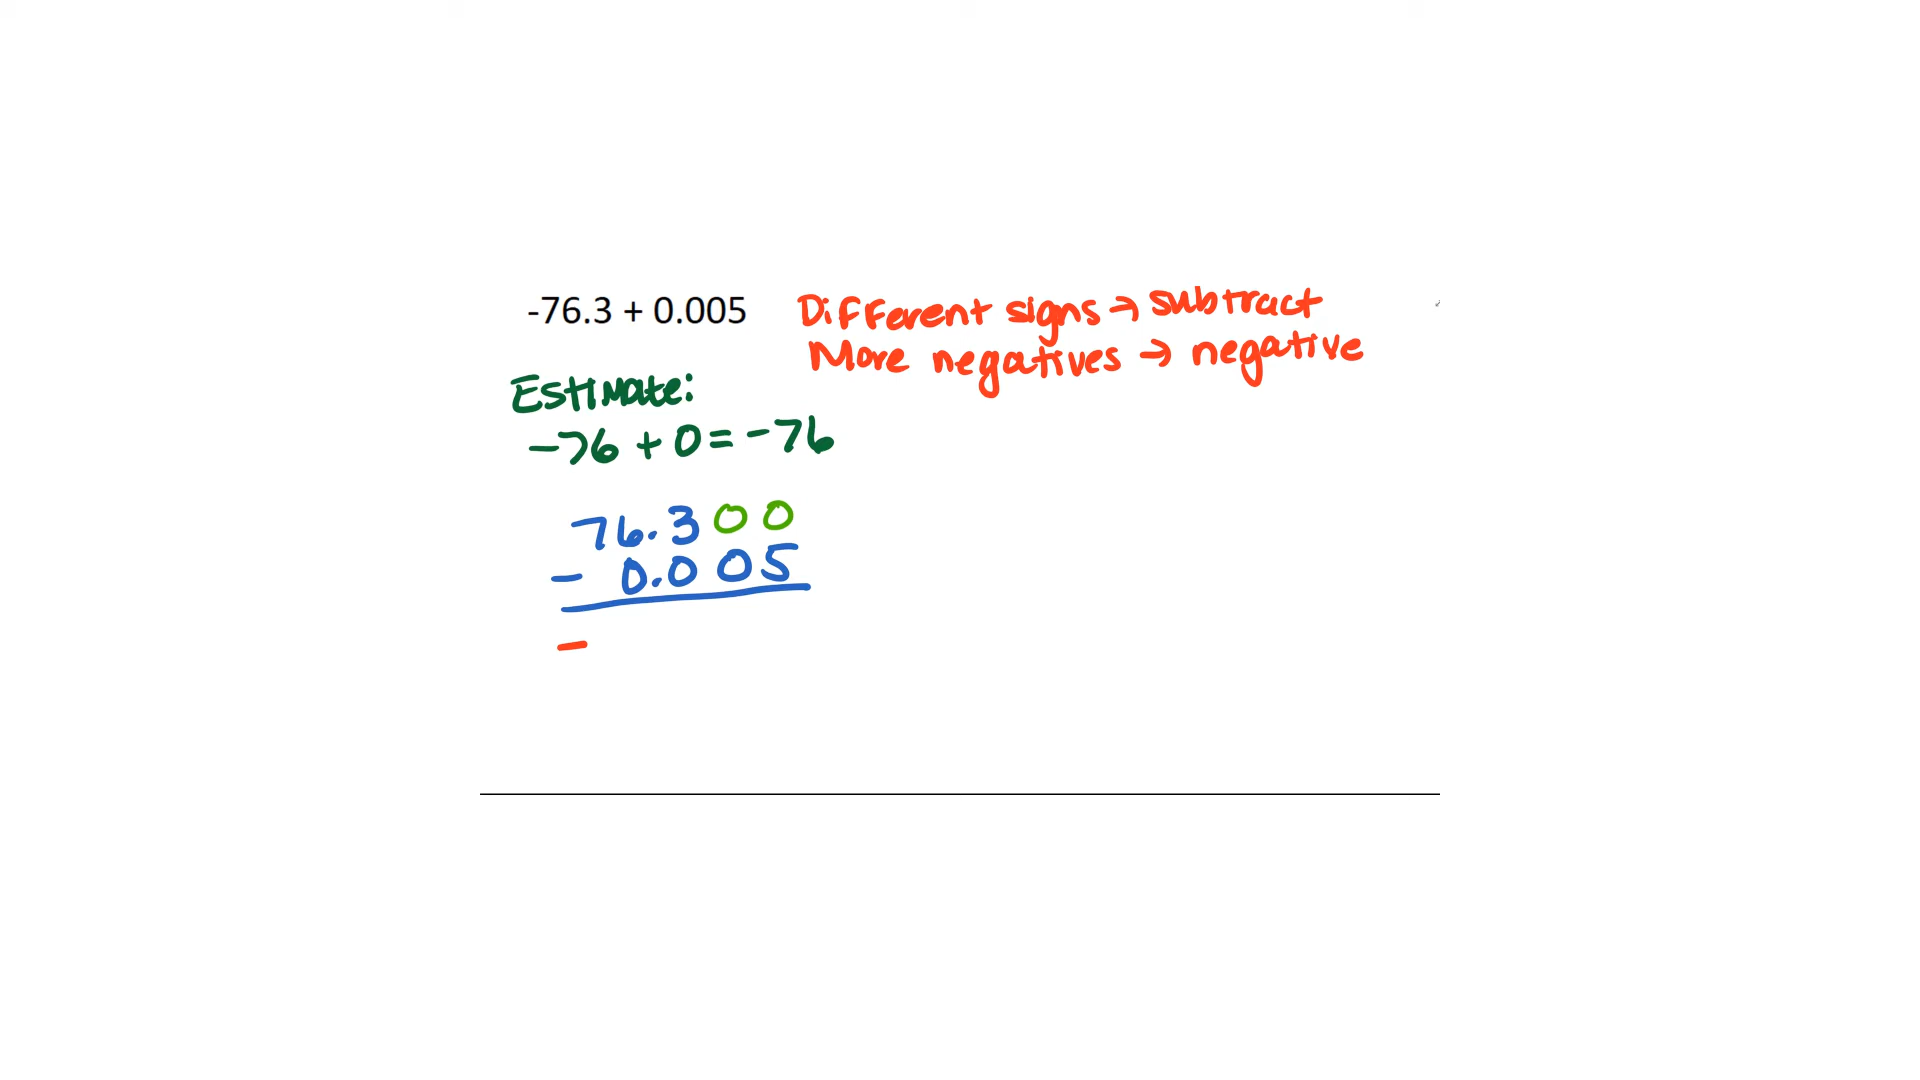 -76.3 + 0.005
Different signs → subtract
More negatives → negative
Estimate:
-76 + 0 = -76
76.300
- 0.005
-